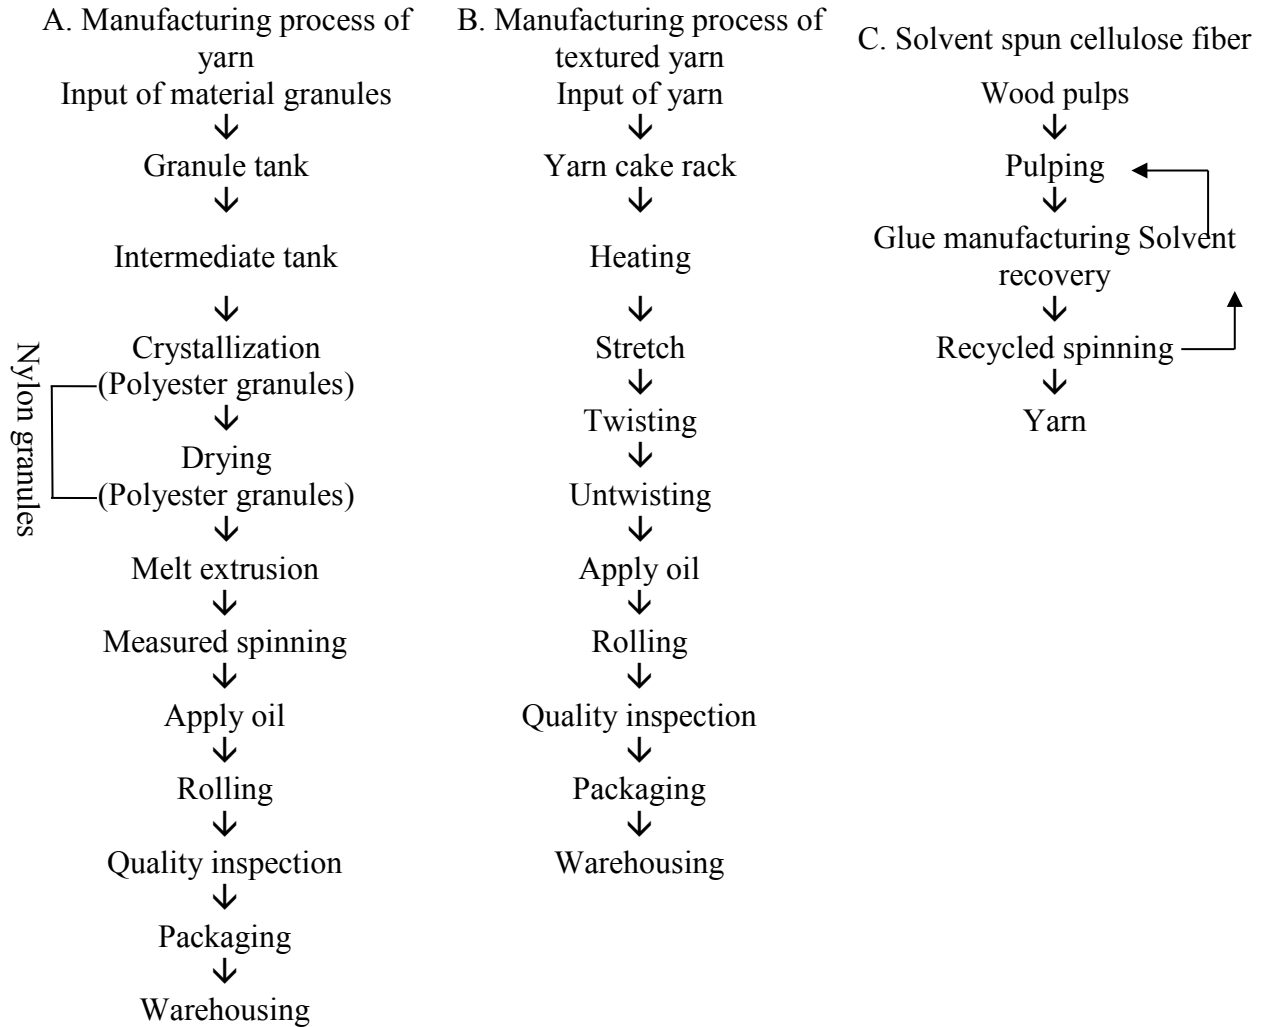 A. Manufacturing process of
yarn
Input of material granules
Granule tank
Intermediate tank
Crystallization
(Polyester granules)
Drying
(Polyester granules)
Nylon granules
Melt extrusion
Measured spinning
Apply oil
Rolling
Quality inspection
Packaging
Warehousing
B. Manufacturing process of
textured yarn
Input of yarn
Yarn cake rack
Heating
Stretch
Twisting
Untwisting
Apply oil
Rolling
Quality inspection
Packaging
Warehousing
C. Solvent spun cellulose fiber
Wood pulps
Pulping
Glue manufacturing Solvent
recovery
Recycled spinning
Yarn